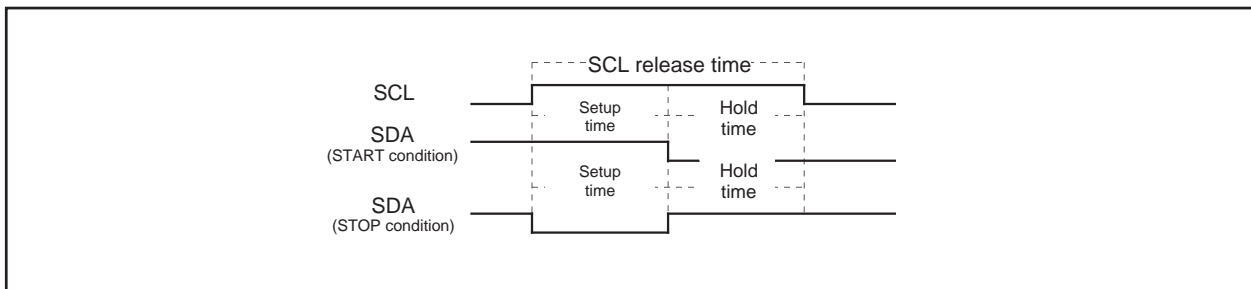 SCL release time
SCL
Setup
time
Hold
time
SDA
(START condition)
Setup
time
Hold
time
SDA
(STOP condition)